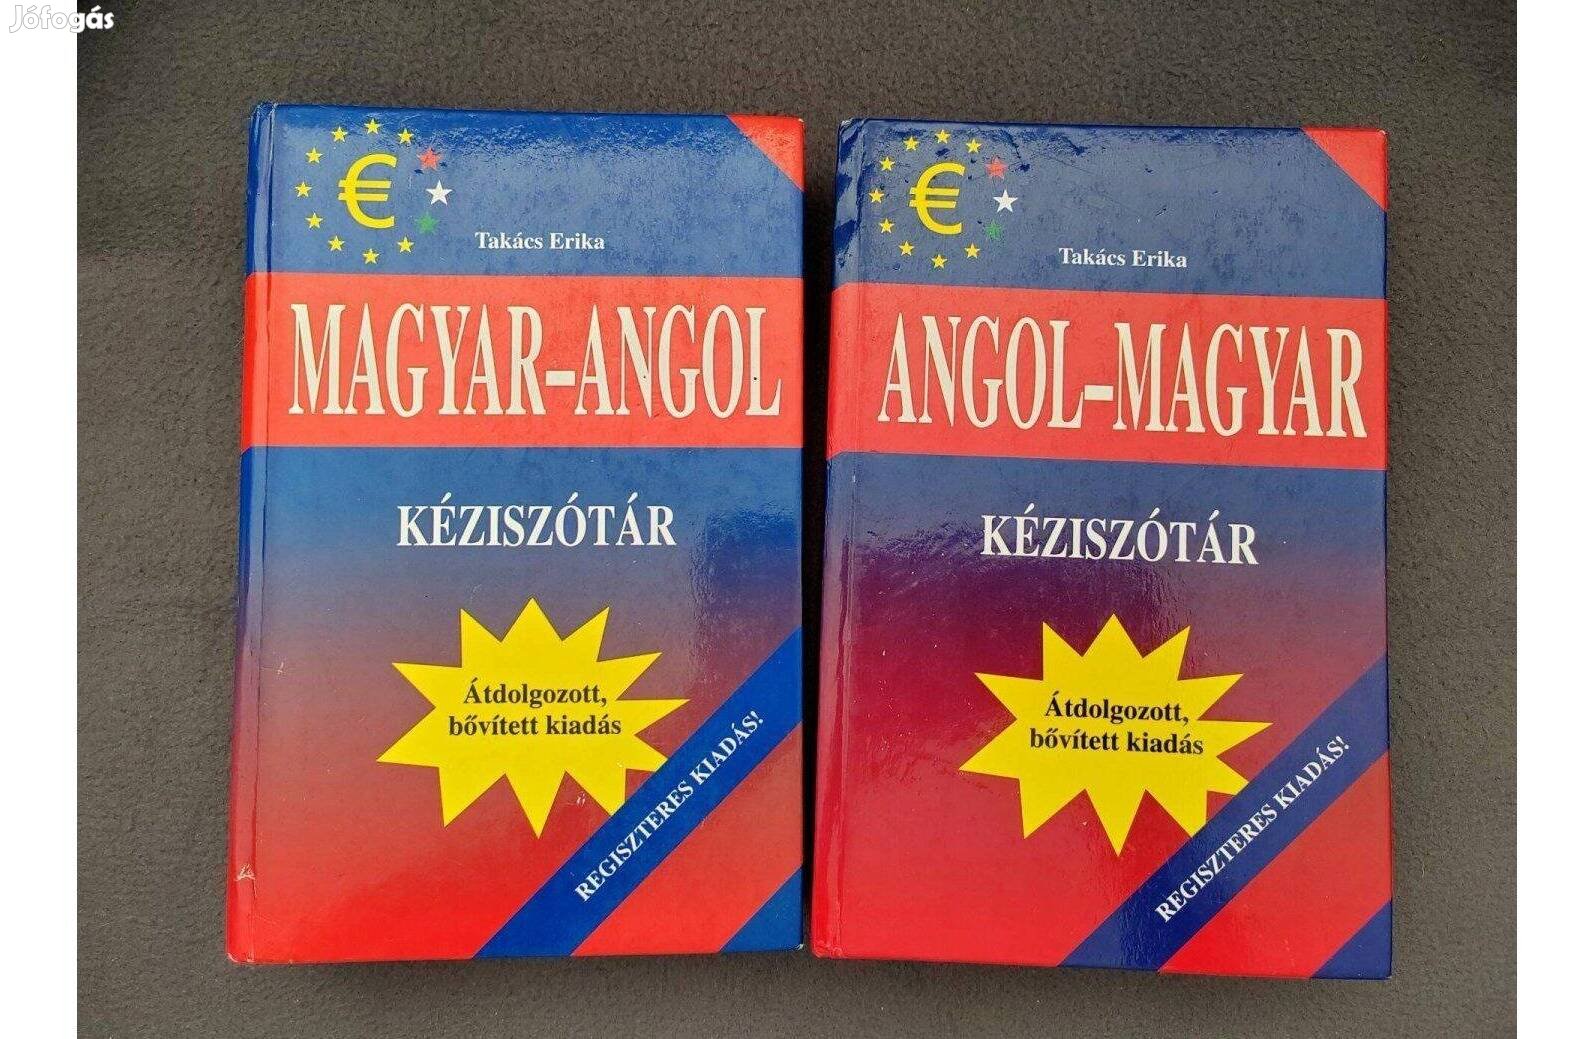 Jófogás
€
Takács Erika
MAGYAR-ANGOL
KÉZISZÓTÁR
Átdolgozott,
bővített kiadás
REGISZTERES KIADÁS!
€
Takács Erika
ANGOL-MAGYAR
KÉZISZÓTÁR
Átdolgozott,
bővített kiadás
REGISZTERES KIADÁS!